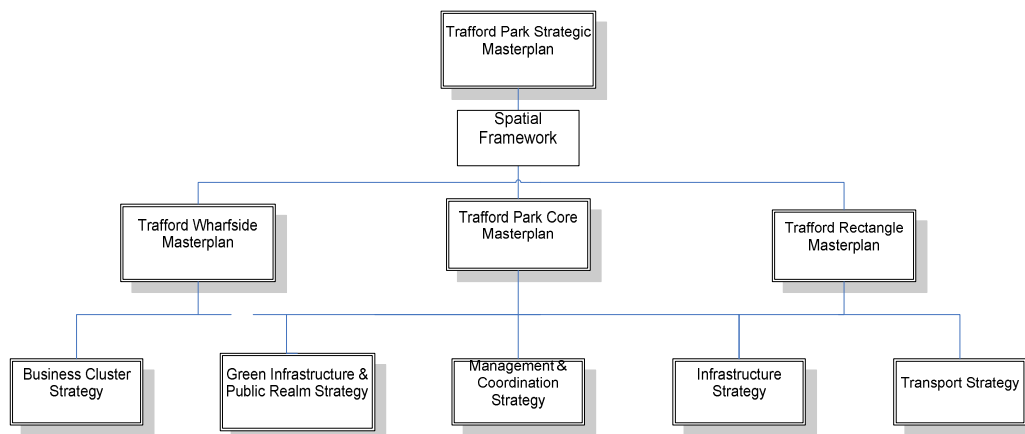 Trafford Park Strategic
Masterplan
Spatial
Framework
Trafford Wharfside
Masterplan
Trafford Park Core
Masterplan
Trafford Rectangle
Masterplan
Business Cluster
Strategy
Green Infrastructure &
Public Realm Strategy
Management &
Coordination
Strategy
Infrastructure
Strategy
Transport Strategy